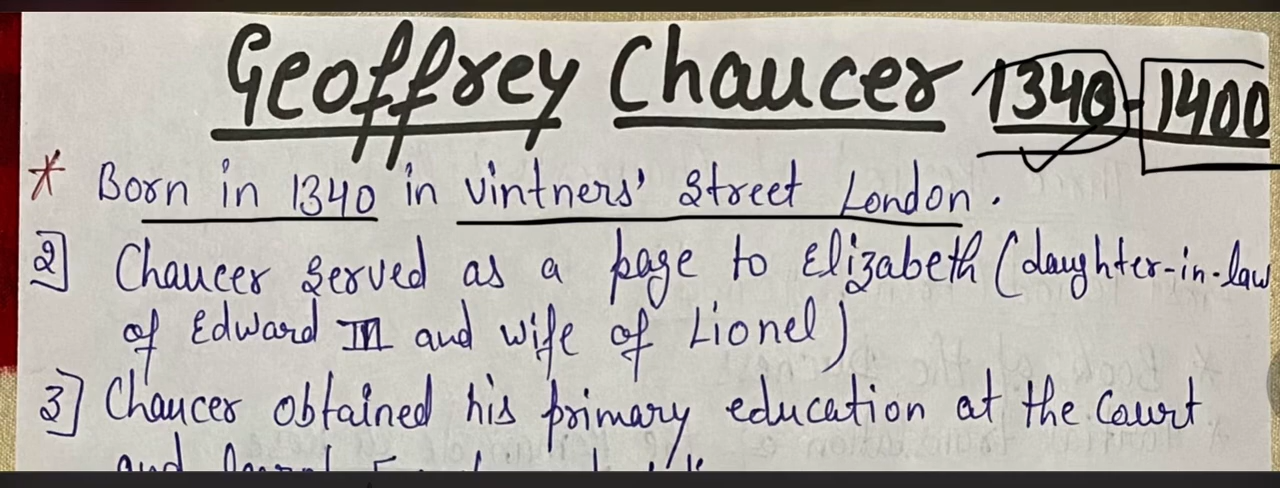 Geoffrey Chaucer 1340-1400
* Born in 1340 in vintners' Street London.
2] Chaucer Served as a page to Elizabeth (daughter-in-law
of Edward III and wife of Lionel)
3] Chaucer obtained his primary education at the Court
and